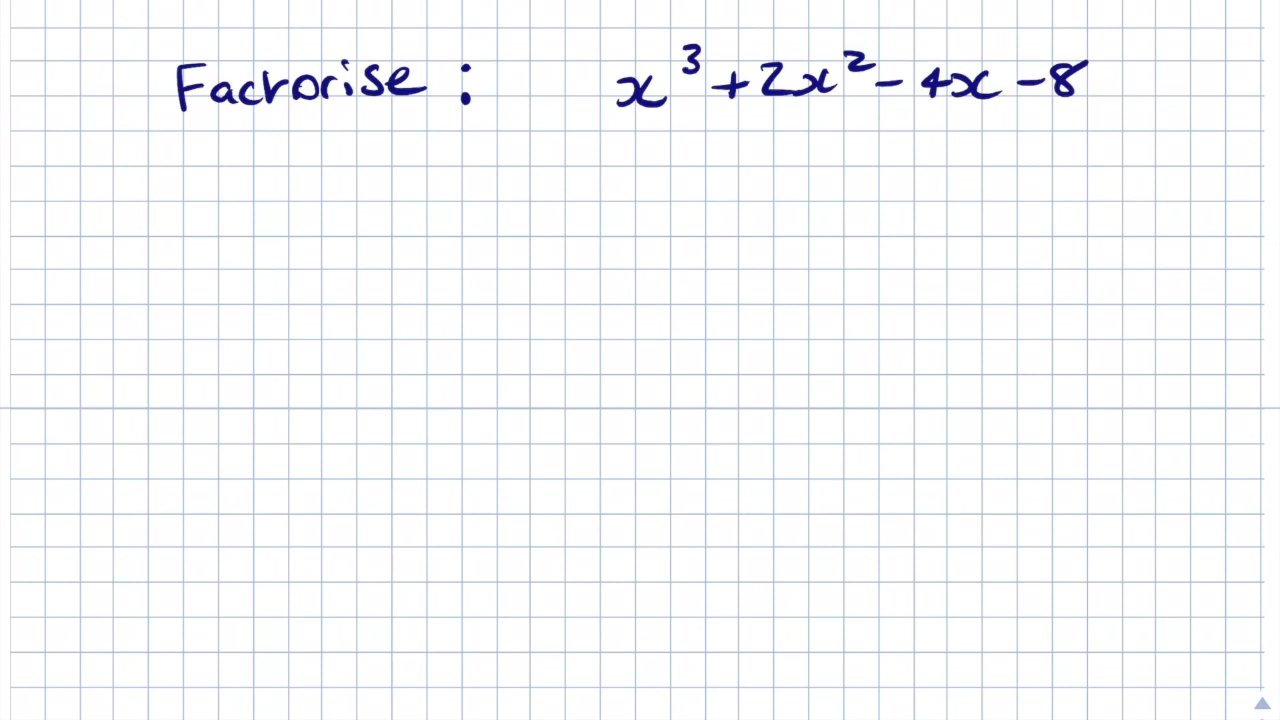 Factorise : x³ + 2x² - 4x - 8